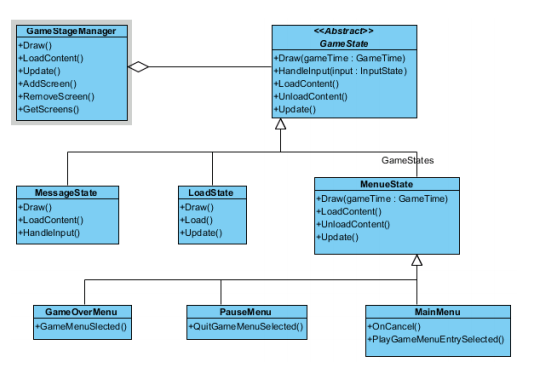 GameStageManager
+Draw()
+LoadContent()
+Update()
+AddScreen()
+RemoveScreen()
+GetScreens()
<<Abstract>>
GameState
+Draw(gameTime : GameTime)
+HandleInput(input : InputState)
+LoadContent()
+UnloadContent()
+Update()
GameStates
MessageState
+Draw()
+LoadContent()
+HandleInput()
LoadState
+Draw()
+Load()
+Update()
MenueState
+Draw(gameTime : GameTime)
+LoadContent()
+UnloadContent()
+Update()
GameOverMenu
+GameMenuSlected()
PauseMenu
+QuitGameMenuSelected()
MainMenu
+OnCancel()
+PlayGameMenuEntrySelected()